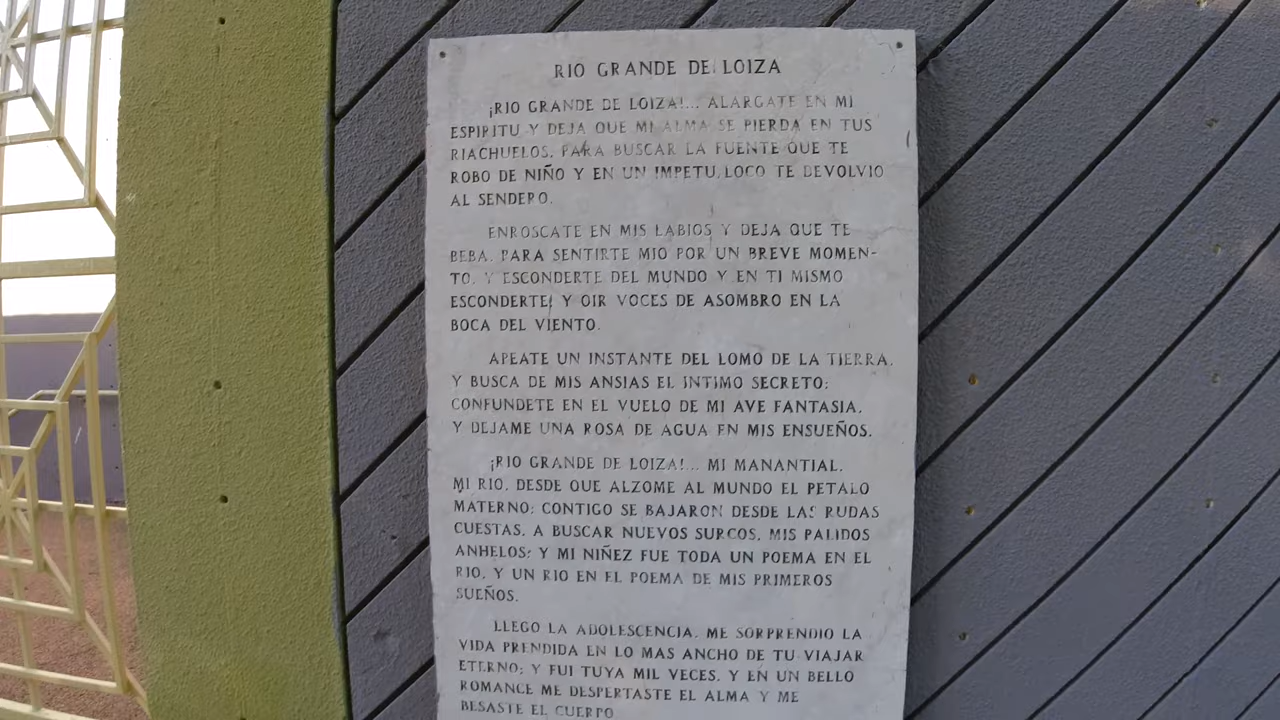 RIO GRANDE DE LOIZA
¡RIO GRANDE DE LOIZA!... ALARGATE EN MI
ESPIRITU Y DEJA QUE MI ALMA SE PIERDA EN TUS
RIACHUELOS, PARA BUSCAR LA FUENTE QUE TE
ROBO DE NIÑO Y EN UN IMPETU LOCO TE DEVOLVIO
AL SENDERO.
ENROSCATE EN MIS LABIOS Y DEJA QUE TE
BEBA, PARA SENTIRTE MIO POR UN BREVE MOMEN-
TO, Y ESCONDERTE DEL MUNDO Y EN TI MISMO
ESCONDERTE, Y OIR VOCES DE ASOMBRO EN LA
BOCA DEL VIENTO.
APEATE UN INSTANTE DEL LOMO DE LA TIERRA,
Y BUSCA DE MIS ANSIAS EL INTIMO SECRETO;
CONFUNDETE EN EL VUELO DE MI AVE FANTASIA,
Y DEJAME UNA ROSA DE AGUA EN MIS ENSUEÑOS.
¡RIO GRANDE DE LOIZA!... MI MANANTIAL,
MI RIO, DESDE QUE ALZOME AL MUNDO EL PETALO
MATERNO; CONTIGO SE BAJARON DESDE LAS RUDAS
CUESTAS, A BUSCAR NUEVOS SURCOS, MIS PALIDOS
ANHELOS; Y MI NIÑEZ FUE TODA UN POEMA EN EL
RIO, Y UN RIO EN EL POEMA DE MIS PRIMEROS
SUEÑOS.
LLEGO LA ADOLESCENCIA. ME SORPRENDIO LA
VIDA PRENDIDA EN LO MAS ANCHO DE TU VIAJAR
ETERNO; Y FUI TUYA MIL VECES, Y EN UN BELLO
ROMANCE ME DESPERTASTE EL ALMA Y ME
BESASTE EL CUERPO